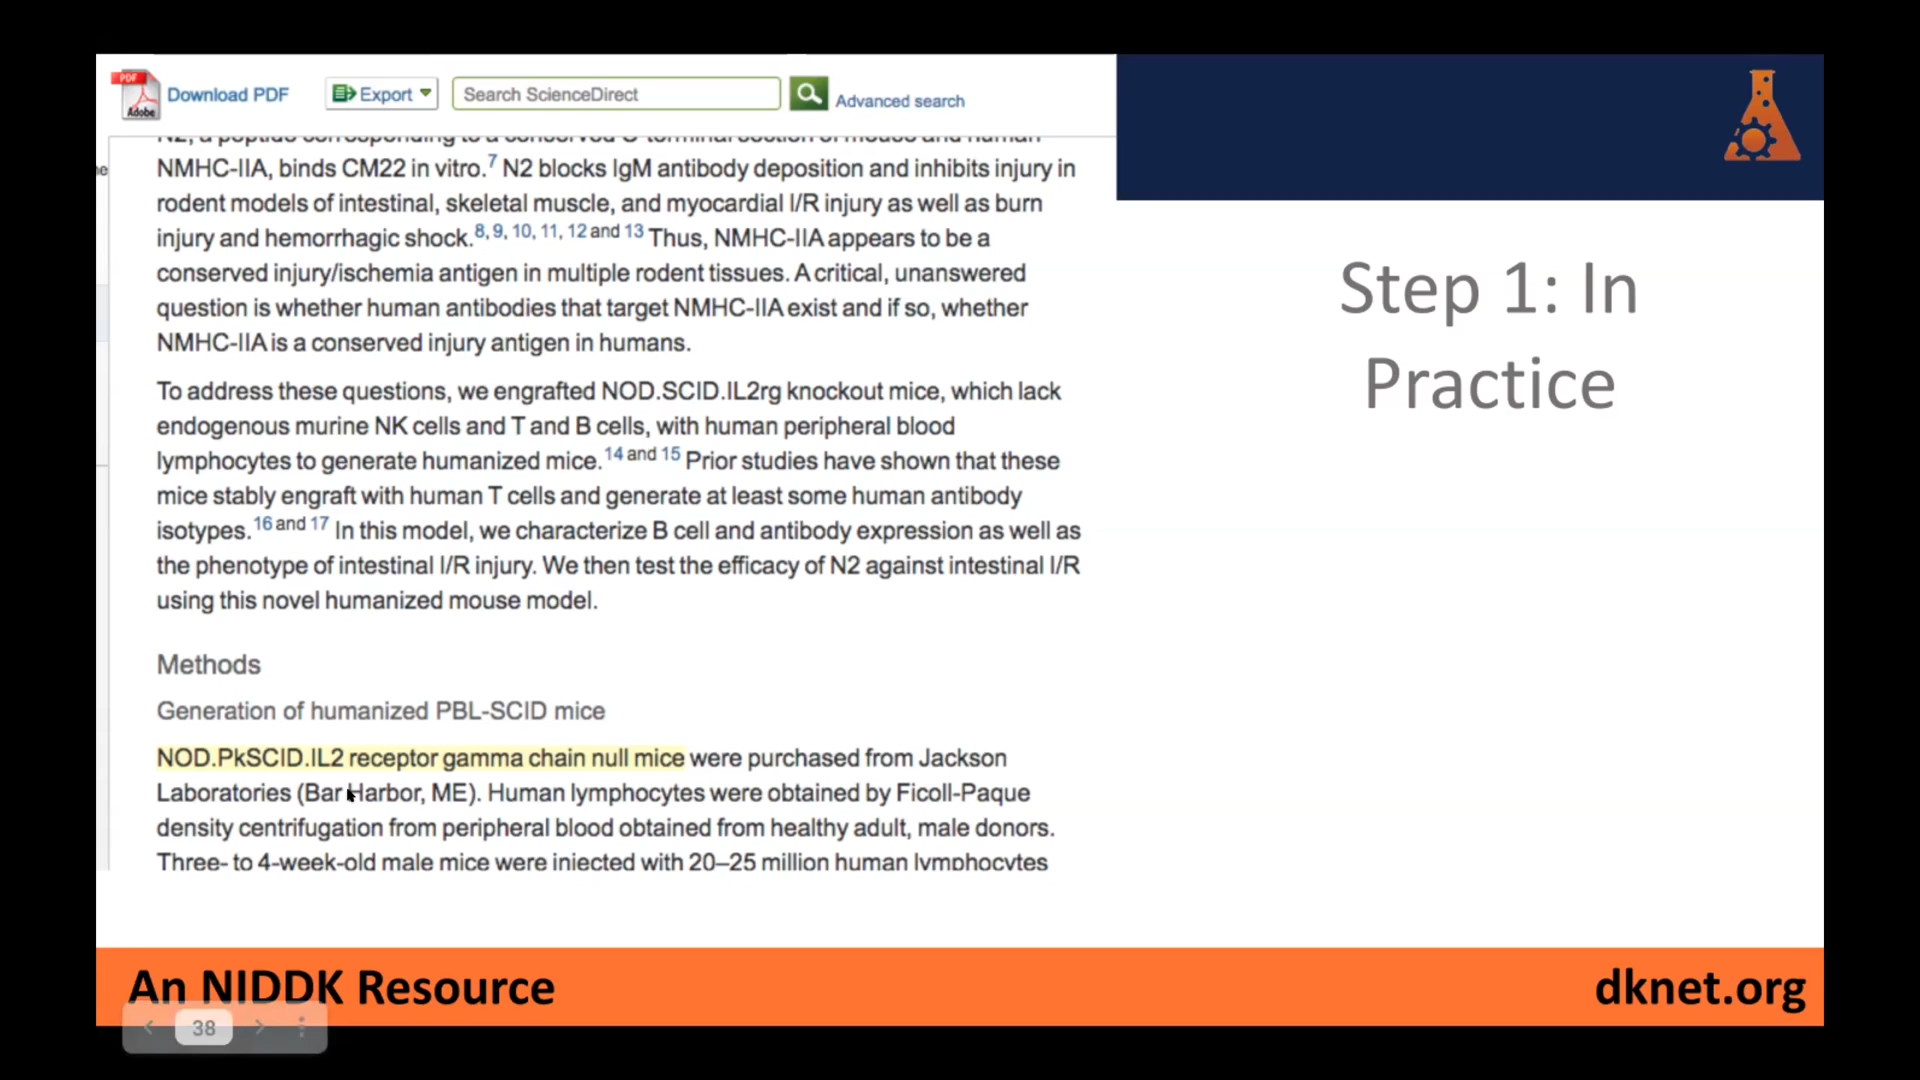 PDF
Adobe
Download PDF
Export
Search ScienceDirect
Advanced search
N2, a peptide corresponding to a conserved C-terminal section of mouse and human
NMHC-IIA, binds CM22 in vitro.7 N2 blocks IgM antibody deposition and inhibits injury in
rodent models of intestinal, skeletal muscle, and myocardial I/R injury as well as burn
injury and hemorrhagic shock.8, 9, 10, 11, 12 and 13 Thus, NMHC-IIA appears to be a
conserved injury/ischemia antigen in multiple rodent tissues. A critical, unanswered
question is whether human antibodies that target NMHC-IIA exist and if so, whether
NMHC-IIA is a conserved injury antigen in humans.
To address these questions, we engrafted NOD.SCID.IL2rg knockout mice, which lack
endogenous murine NK cells and T and B cells, with human peripheral blood
lymphocytes to generate humanized mice.14 and 15 Prior studies have shown that these
mice stably engraft with human T cells and generate at least some human antibody
isotypes.16 and 17 In this model, we characterize B cell and antibody expression as well as
the phenotype of intestinal I/R injury. We then test the efficacy of N2 against intestinal I/R
using this novel humanized mouse model.
Methods
Generation of humanized PBL-SCID mice
NOD.PkSCID.IL2 receptor gamma chain null mice were purchased from Jackson
Laboratories (Bar Harbor, ME). Human lymphocytes were obtained by Ficoll-Paque
density centrifugation from peripheral blood obtained from healthy adult, male donors.
Three- to 4-week-old male mice were injected with 20–25 million human lymphocytes
Step 1: In
Practice
An NIDDK Resource
dknet.org
38